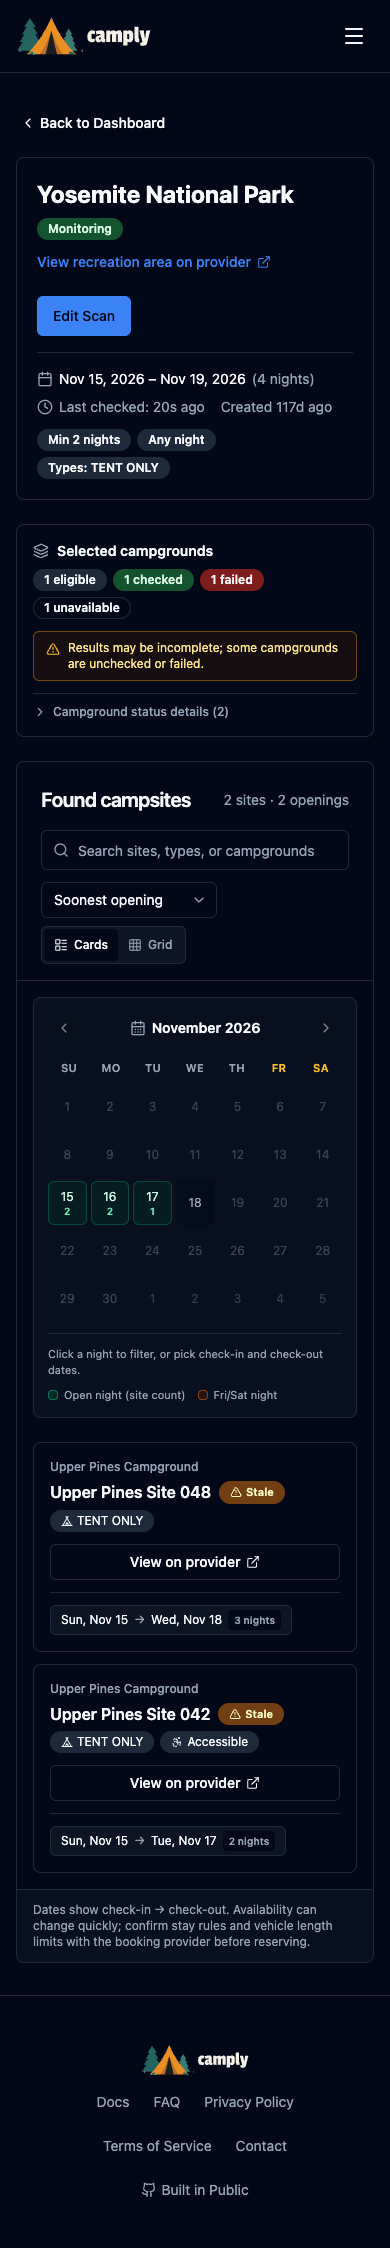 camply
Back to Dashboard
Yosemite National Park
Monitoring
View recreation area on provider
Edit Scan
Nov 15, 2026 – Nov 19, 2026 (4 nights)
Last checked: 20s ago Created 117d ago
Min 2 nights Any night
Types: TENT ONLY
Selected campgrounds
1 eligible 1 checked 1 failed
1 unavailable
Results may be incomplete; some campgrounds
are unchecked or failed.
Campground status details (2)
Found campsites 2 sites · 2 openings
Search sites, types, or campgrounds
Soonest opening
Cards Grid
November 2026
SU MO TU WE TH FR SA
1 2 3 4 5 6 7
8 9 10 11 12 13 14
15 16 17 18 19 20 21
2 2 1
22 23 24 25 26 27 28
29 30 1 2 3 4 5
Click a night to filter, or pick check-in and check-out
dates.
Open night (site count) Fri/Sat night
Upper Pines Campground
Upper Pines Site 048 Stale
TENT ONLY
View on provider
Sun, Nov 15 → Wed, Nov 18 3 nights
Upper Pines Campground
Upper Pines Site 042 Stale
TENT ONLY Accessible
View on provider
Sun, Nov 15 → Tue, Nov 17 2 nights
Dates show check-in → check-out. Availability can
change quickly; confirm stay rules and vehicle length
limits with the booking provider before reserving.
camply
Docs FAQ Privacy Policy
Terms of Service Contact
Built in Public